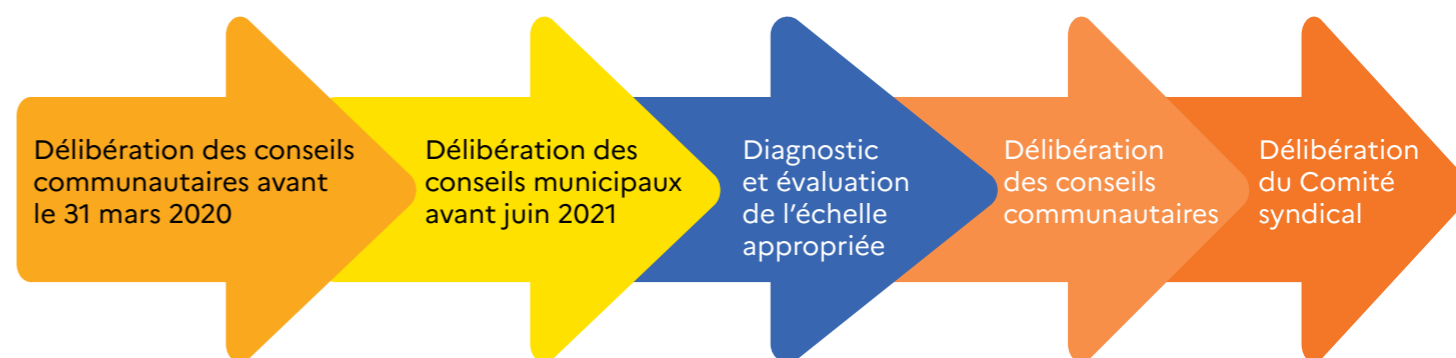 Délibération des conseils
communautaires avant
le 31 mars 2020
Délibération des
conseils municipaux
avant juin 2021
Diagnostic
et évaluation
de l'échelle
appropriée
Délibération
des conseils
communautaires
Délibération
du Comité
syndical